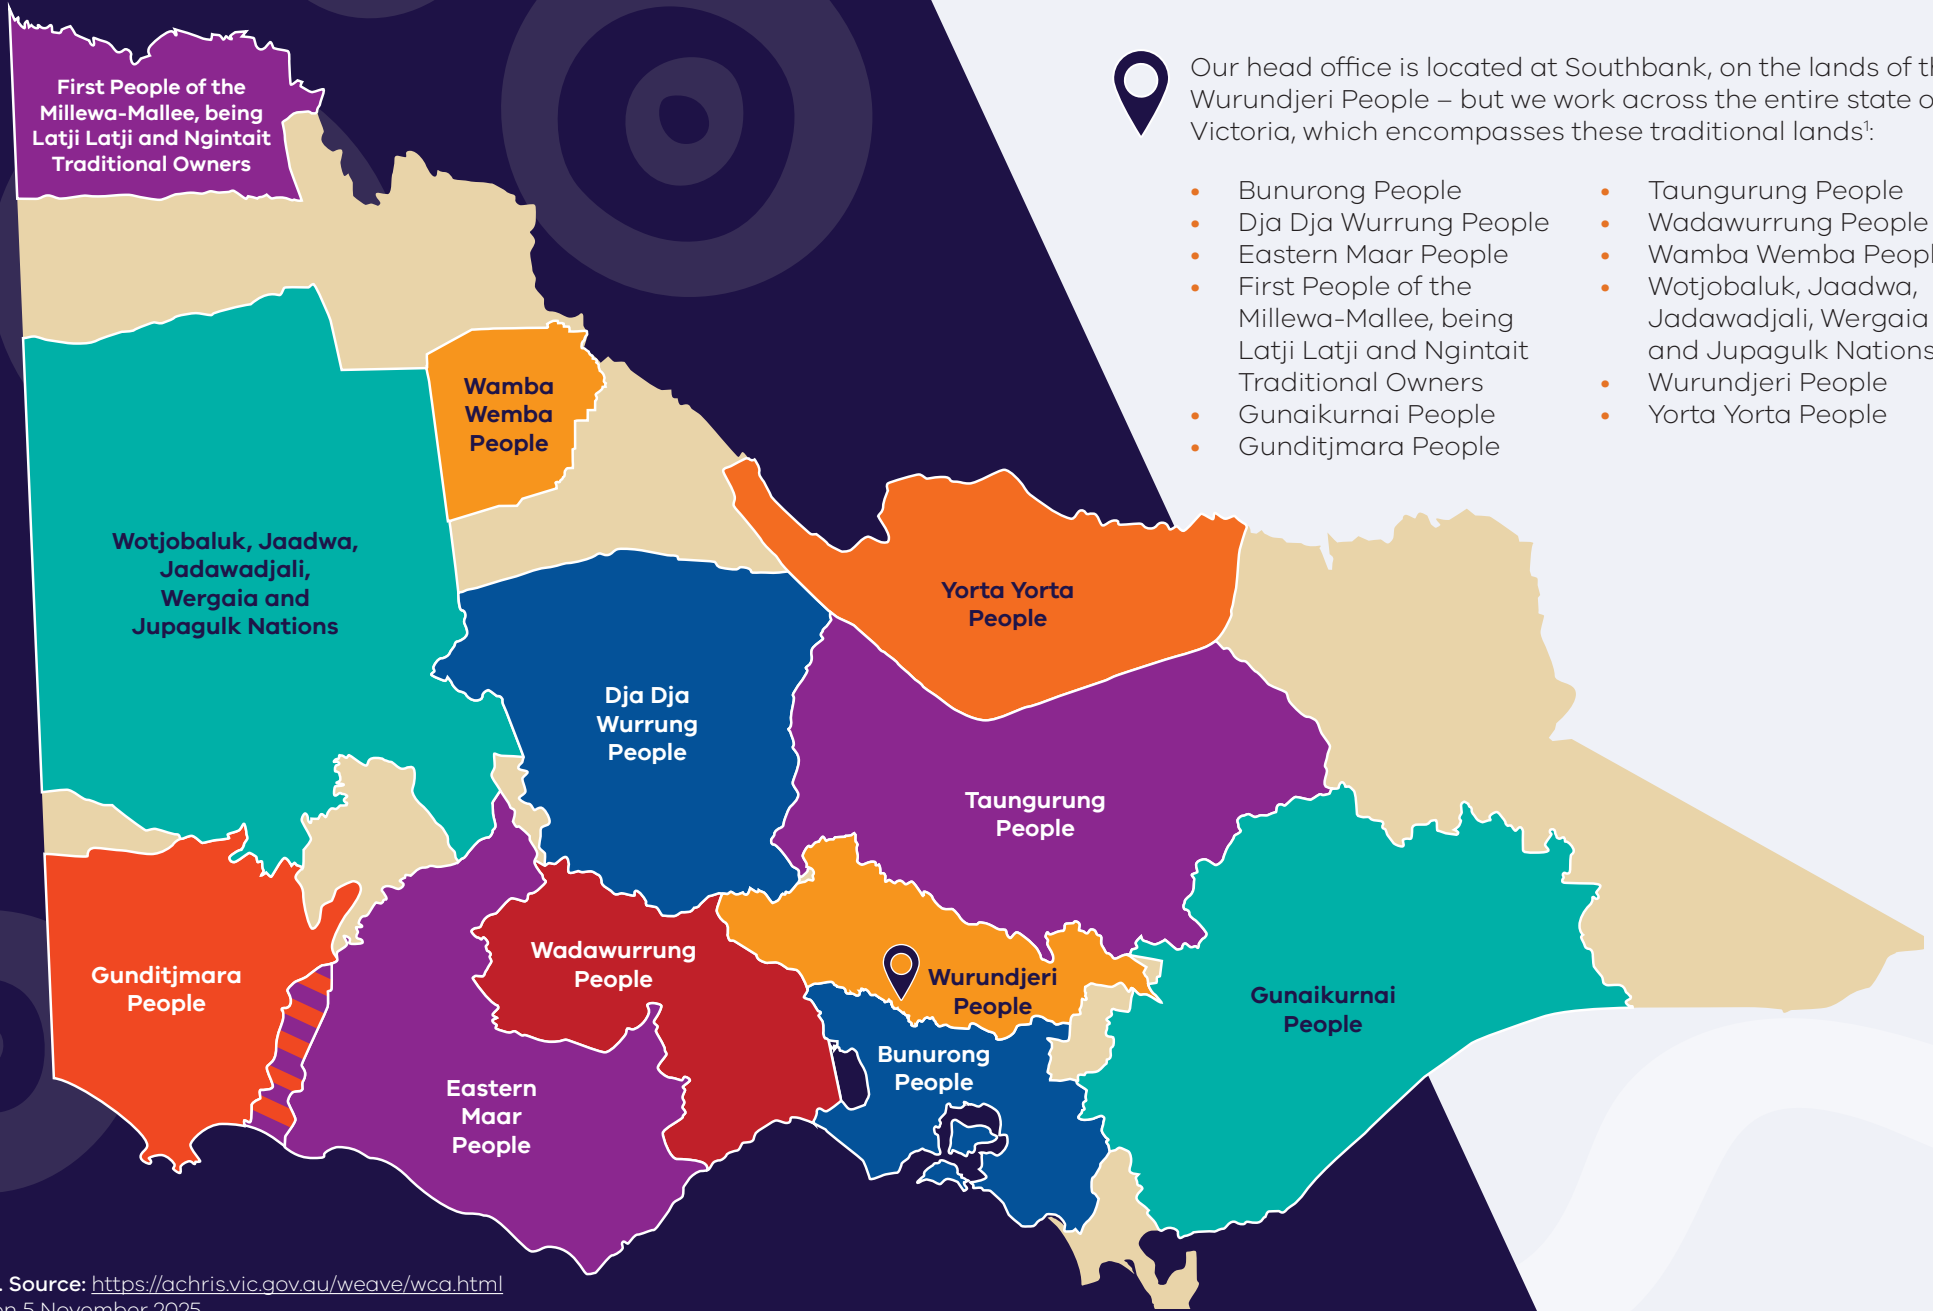 First People of the
Millewa-Mallee, being
Latji Latji and Ngintait
Traditional Owners
Wamba
Wemba
People
Wotjobaluk, Jaadwa,
Jadawadjali,
Wergaia and
Jupagulk Nations
Dja Dja
Wurrung
People
Yorta Yorta
People
Taungurung
People
Gunditjmara
People
Wadawurrung
People
Wurundjeri
People
Gunaikurnai
People
Bunurong
People
Eastern
Maar
People
Our head office is located at Southbank, on the lands of
Wurundjeri People – but we work across the entire state
Victoria, which encompasses these traditional lands¹:
• Bunurong People
• Dja Dja Wurrung People
• Eastern Maar People
• First People of the
Millewa-Mallee, being
Latji Latji and Ngintait
Traditional Owners
• Gunaikurnai People
• Gunditjmara People
• Taungurung People
• Wadawurrung People
• Wamba Wemba
• Wotjobaluk, Jaadwa,
Jadawadjali, Wergaia
and Jupagulk Nations
• Wurundjeri People
• Yorta Yorta People
Source: https://achris.vic.gov.au/weave/wca.html
on 5 November 2025